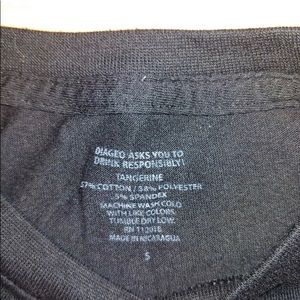 DIAGEO ASKS YOU TO
DRINK RESPONSIBLY!
TANGERINE
57% COTTON / 38% POLYESTER
5% SPANDEX
MACHINE WASH COLD
WITH LIKE COLORS
TUMBLE DRY LOW.
RN
MADE IN NICARAGUA
S